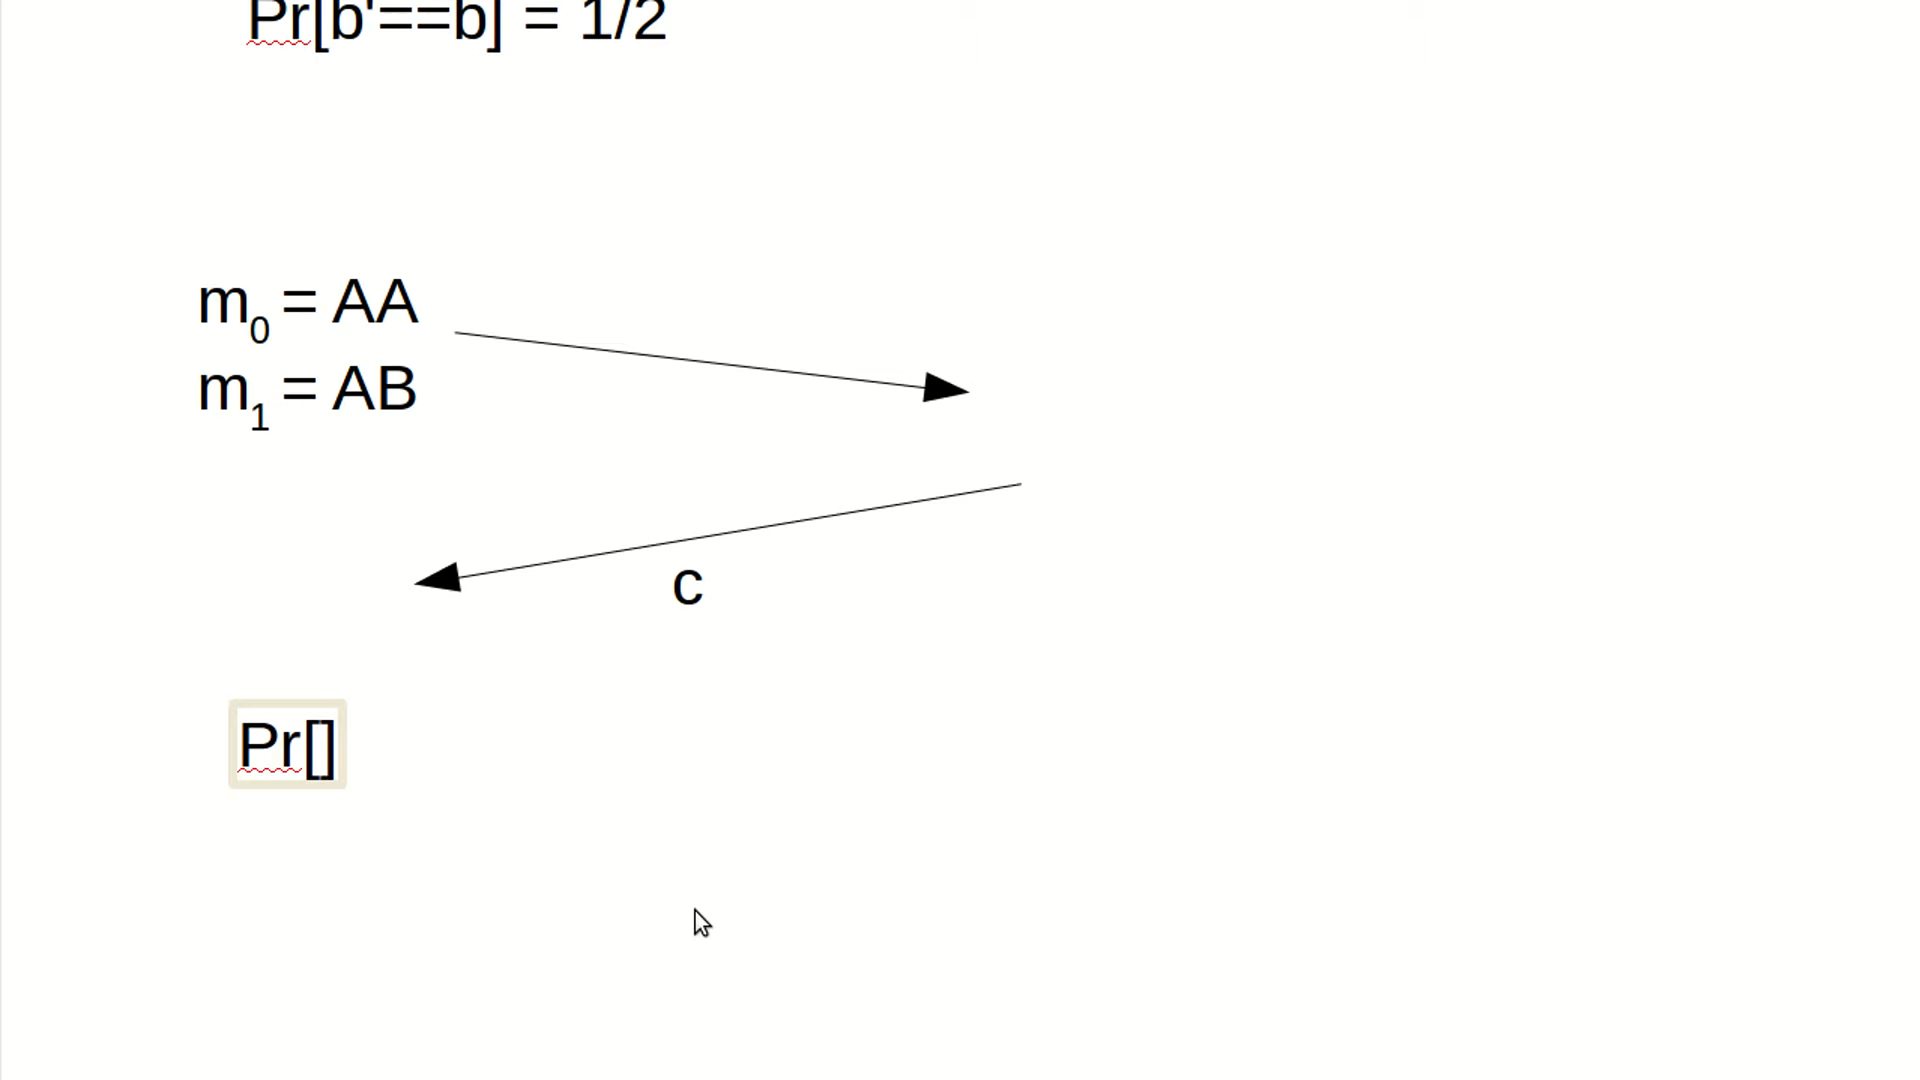 Pr[b'==b] = 1/2
m₀ = AA
m₁ = AB
c
Pr[]